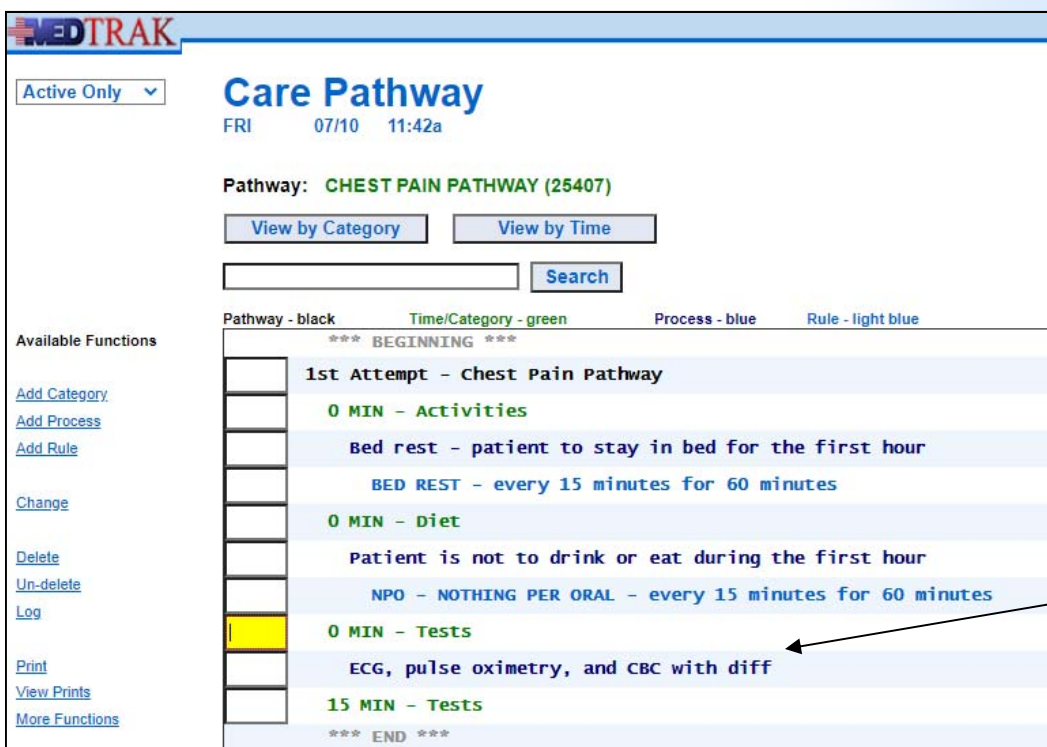 MEDTRAK
Active Only
Care Pathway
FRI 07/10 11:42a
Pathway: CHEST PAIN PATHWAY (25407)
View by Category View by Time
Search
Pathway - black Time/Category - green Process - blue Rule - light blue
Available Functions
Add Category
Add Process
Add Rule
Change
Delete
Un-delete
Log
Print
View Prints
More Functions
*** BEGINNING ***
1st Attempt - Chest Pain Pathway
0 MIN - Activities
Bed rest - patient to stay in bed for the first hour
BED REST - every 15 minutes for 60 minutes
0 MIN - Diet
Patient is not to drink or eat during the first hour
NPO - NOTHING PER ORAL - every 15 minutes for 60 minutes
0 MIN - Tests
ECG, pulse oximetry, and CBC with diff
15 MIN - Tests
*** END ***